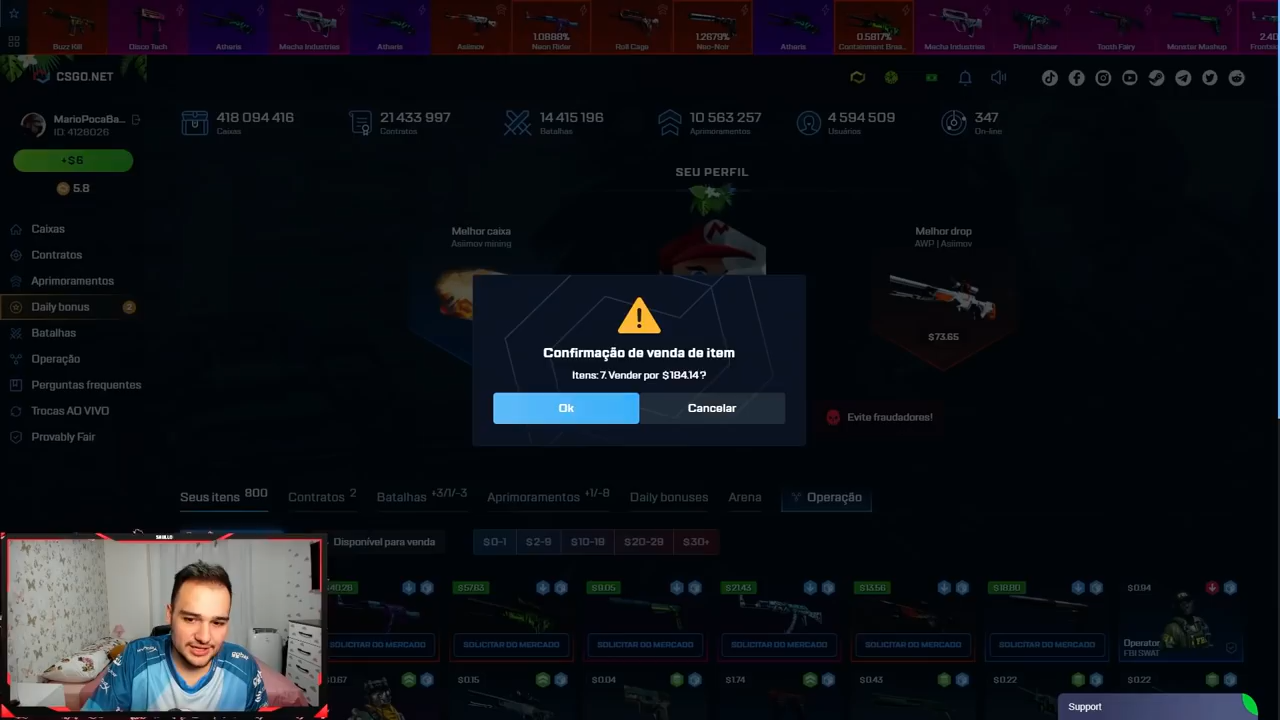 Buzz Kill
Disco Tech
Atheris
Mecha Industries
Atheris
Asiimov
1.0888%
Neon Rider
Roll Cage
1.2679%
Neo-Noir
Atheris
0.5817%
Containment Brea...
Mecha Industries
Primal Saber
Tooth Fairy
Monster Mashup
2.40
Frontsi
CSGO.NET
MarioPocaBa...
ID: 4128026
+$6
5.8
418 094 416
Caixas
21 433 997
Contratos
14 415 196
Batalhas
10 563 257
Aprimoramentos
4 594 509
Usuários
347
On-line
SEU PERFIL
Melhor caixa
Asiimov mining
Melhor drop
AWP | Asiimov
$73.65
Caixas
Contratos
Aprimoramentos
Daily bonus 2
Batalhas
Operação
Perguntas frequentes
Trocas AO VIVO
Provably Fair
Confirmação de venda de item
Itens: 7. Vender por $184.14?
Ok
Cancelar
Evite fraudadores!
Seus itens 800
Contratos 2
Batalhas +3/1/-3
Aprimoramentos +1/-8
Daily bonuses
Arena
Operação
Disponível para venda
$0-1
$2-9
$10-19
$20-29
$30+
$57.63
$9.05
$21.43
$13.56
$18.80
$0.94
SOLICITAR DO MERCADO
SOLICITAR DO MERCADO
SOLICITAR DO MERCADO
SOLICITAR DO MERCADO
SOLICITAR DO MERCADO
SOLICITAR DO MERCADO
Operator
FBI SWAT
$0.15
$0.04
$1.74
$0.43
$0.22
$0.22
Support